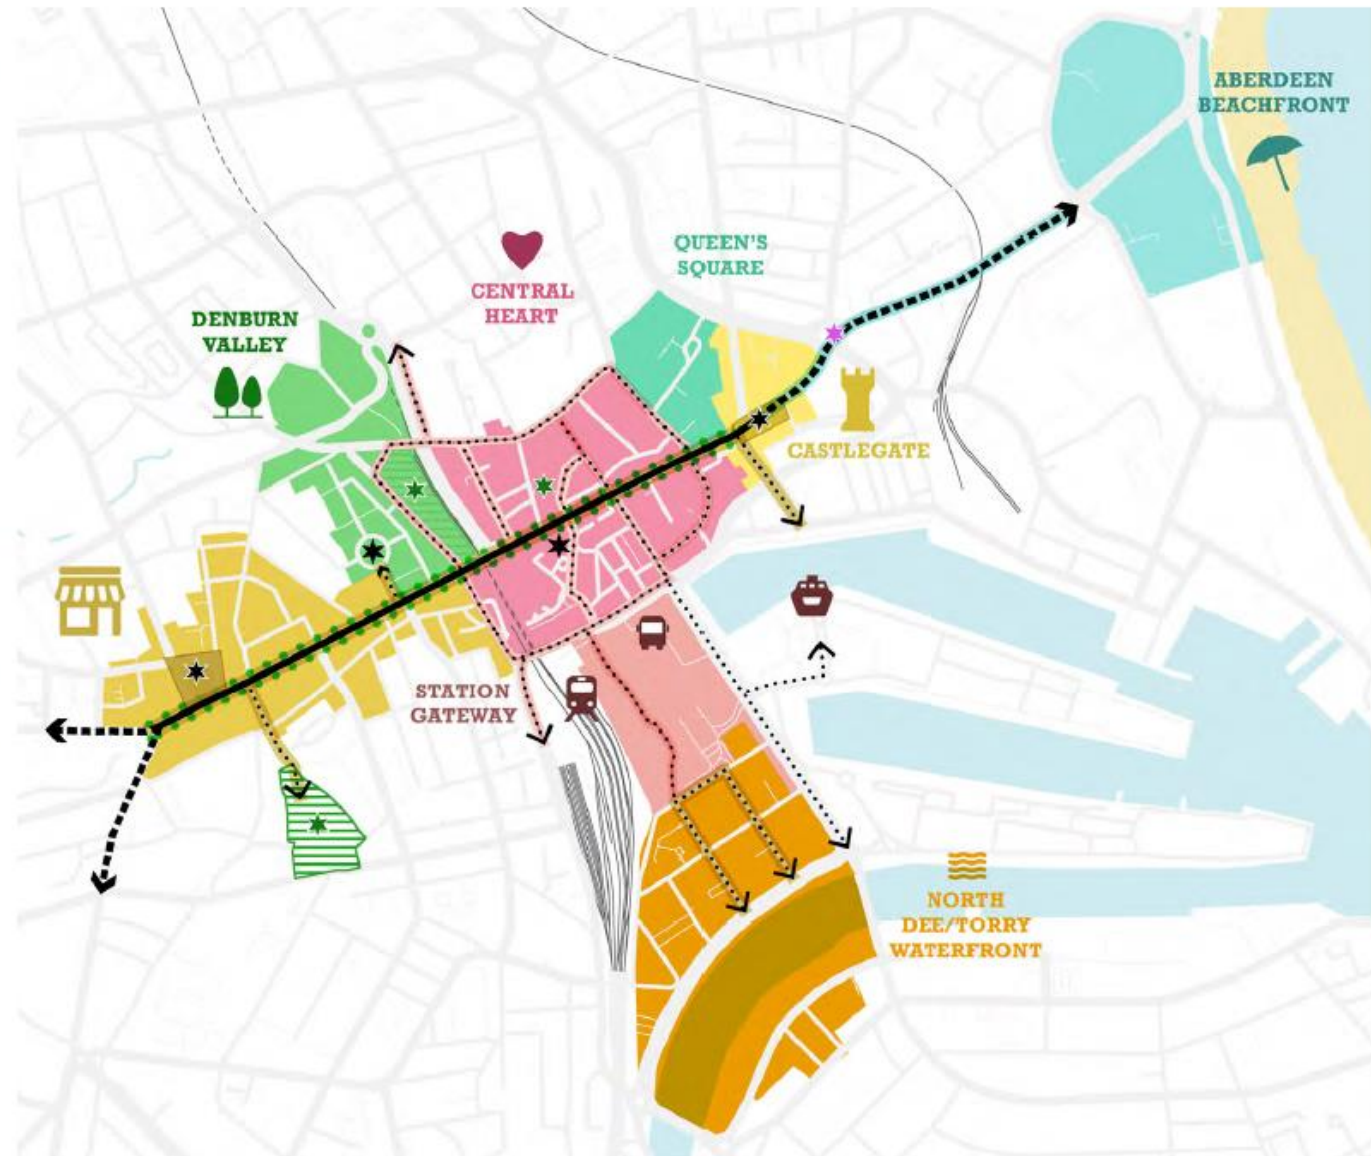 ABERDEEN
BEACHFRONT
QUEEN'S
SQUARE
CENTRAL
HEART
DENBURN
VALLEY
CASTLEGATE
STATION
GATEWAY
NORTH
DEE/TORRY
WATERFRONT